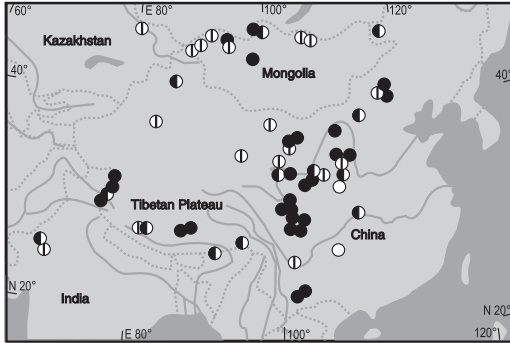 60° E 80° 100° 120°
Kazakhstan
Mongolia
40° 40°
Tibetan Plateau
China
India
N 20° N 20°
E 80° 100° 120°